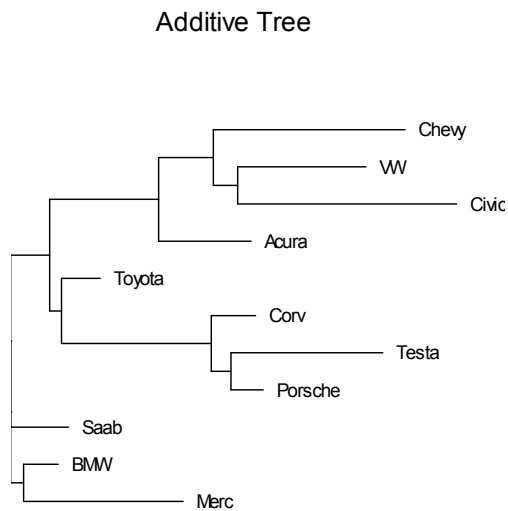 Additive Tree
Chevy
VW
Civic
Acura
Toyota
Corv
Testa
Porsche
Saab
BMW
Merc